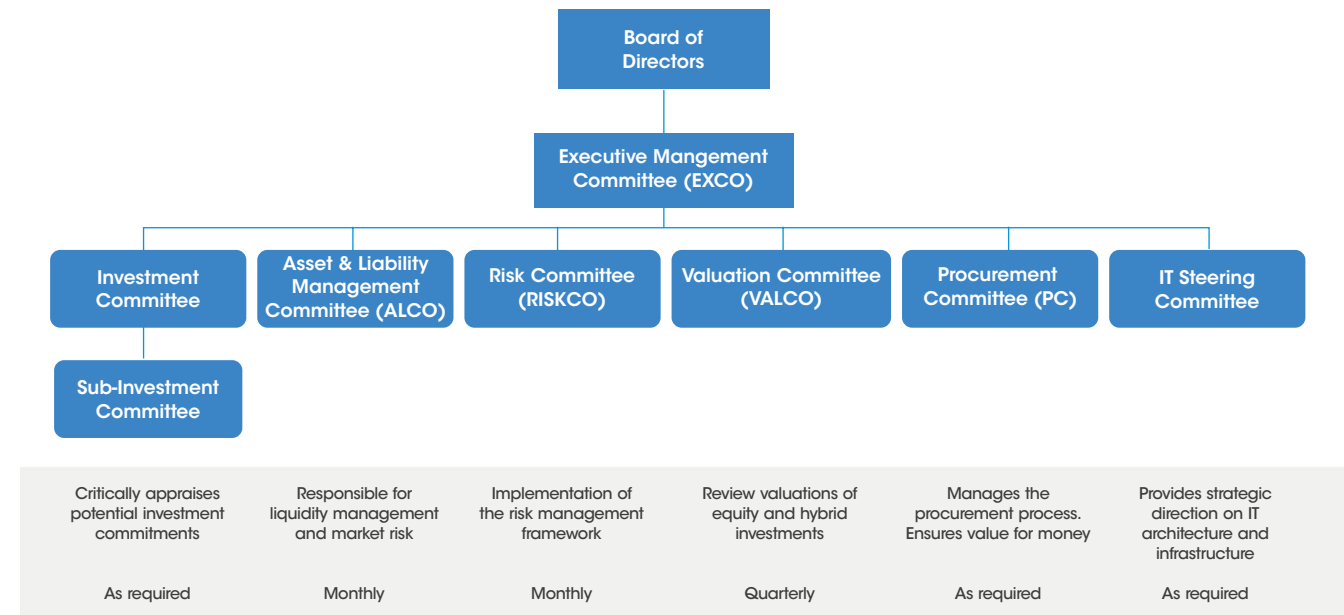 Board of
Directors
Executive Mangement
Committee (EXCO)
Investment
Committee
Asset & Liability
Management
Committee (ALCO)
Risk Committee
(RISKCO)
Valuation Committee
(VALCO)
Procurement
Committee (PC)
IT Steering
Committee
Sub-Investment
Committee
Critically appraises
potential investment
commitments
Responsible for
liquidity management
and market risk
Implementation of
the risk management
framework
Review valuations of
equity and hybrid
investments
Manages the
procurement process.
Ensures value for money
Provides strategic
direction on IT
architecture and
infrastructure
As required
Monthly
Monthly
Quarterly
As required
As required